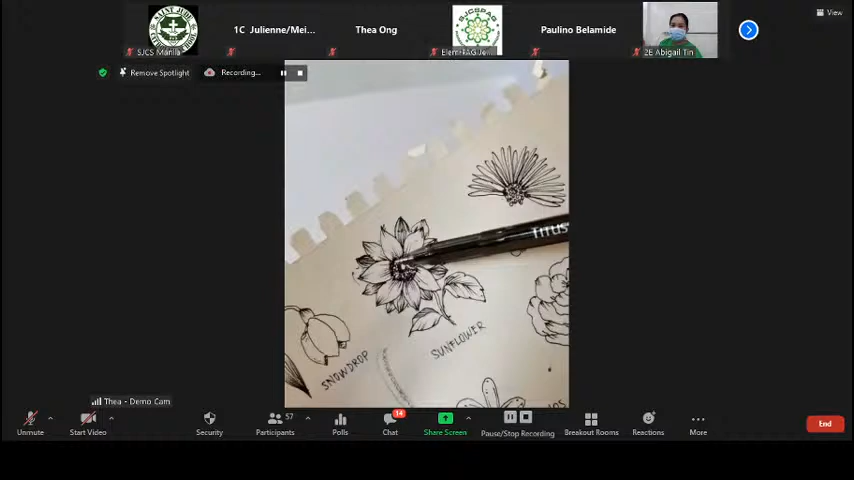 View
1C Julienne/Mei...
Thea Ong
Paulino Belamide
SJCS Manila
2E Abigail Tin
Remove Spotlight
Recording...
TITUS
SNOWDROP
SUNFLOWER
Thea - Demo Cam
Unmute
Start Video
Security
Participants
57
Polls
Chat
14
Share Screen
Pause/Stop Recording
Breakout Rooms
Reactions
More
End